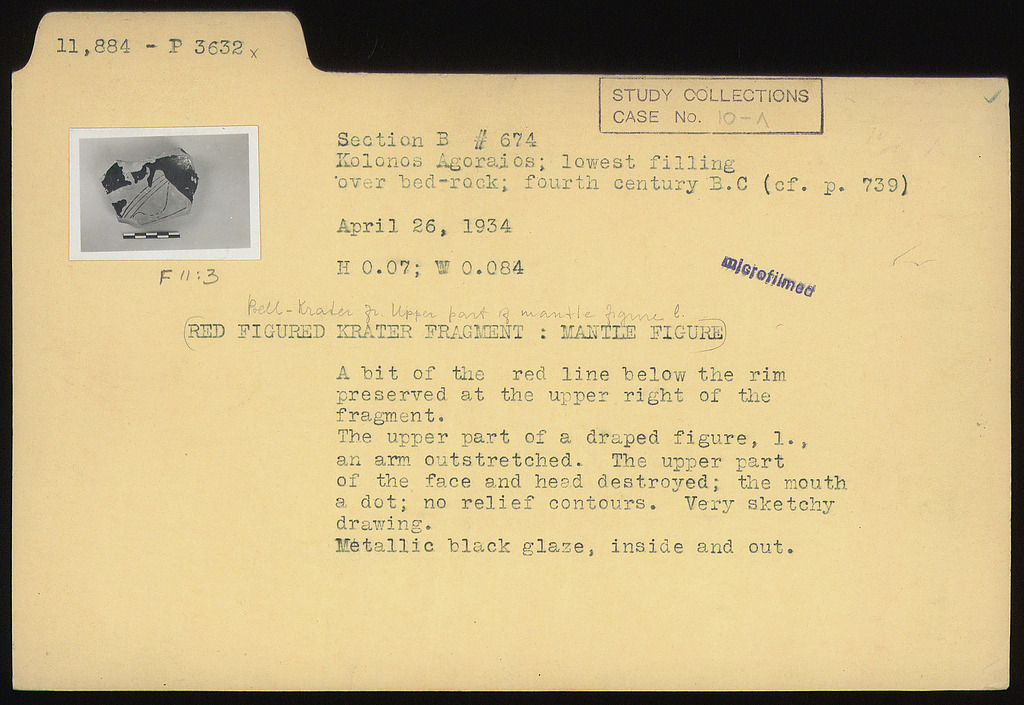 11,884 - P 3632 x
STUDY COLLECTIONS
CASE No. 10-A
Section B # 674
Kolonos Agoraios; lowest filling
over bed-rock; fourth century B.C (cf. p. 739)
April 26, 1934
H 0.07; W 0.084
F 11:3
microfilmed
Bell-Krater fr. Upper part of mantle figure l.
(RED FIGURED KRATER FRAGMENT : MANTLE FIGURE)
A bit of the red line below the rim
preserved at the upper right of the
fragment.
The upper part of a draped figure, l.,
an arm outstretched. The upper part
of the face and head destroyed; the mouth
a dot; no relief contours. Very sketchy
drawing.
Metallic black glaze, inside and out.